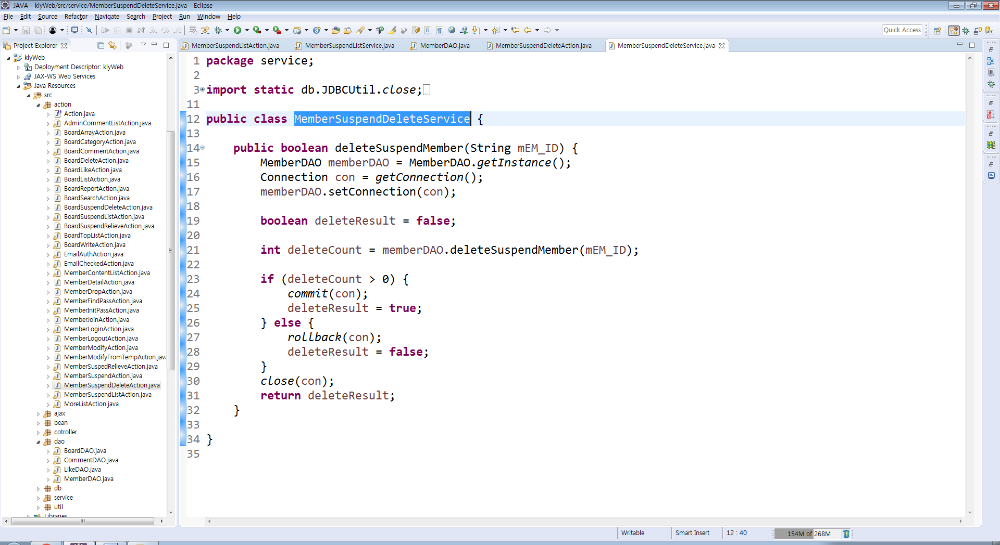 JAVA - klyWeb/src/service/MemberSuspendDeleteService.java - Eclipse
File Edit Source Refactor Navigate Search Project Run Window Help
Quick Access
Project Explorer
MemberSuspendListAction.java MemberSuspendListService.java MemberDAO.java MemberSuspendDeleteAction.java MemberSuspendDeleteService.java
klyWeb
Deployment Descriptor: klyWeb
JAX-WS Web Services
Java Resources
src
action
Action.java
AdminCommentListAction.java
BoardArrayAction.java
BoardCategoryAction.java
BoardCommentAction.java
BoardDeleteAction.java
BoardLikeAction.java
BoardListAction.java
BoardReportAction.java
BoardSearchAction.java
BoardSuspendDeleteAction.java
BoardSuspendListAction.java
BoardSuspendRelieveAction.java
BoardTopListAction.java
BoardWriteAction.java
EmailAuthAction.java
EmailCheckedAction.java
MemberContentListAction.java
MemberDetailAction.java
MemberDropAction.java
MemberFindPassAction.java
MemberInitPassAction.java
MemberJoinAction.java
MemberLoginAction.java
MemberLogoutAction.java
MemberModifyAction.java
MemberModifyFromTempAction.java
MemberSuspedRelieveAction.java
MemberSuspendAction.java
MemberSuspendDeleteAction.java
MemberSuspendListAction.java
MoreListAction.java
ajax
bean
cotroller
dao
BoardDAO.java
CommentDAO.java
LikeDAO.java
MemberDAO.java
db
service
util
Libraries
1 package service;
2
3 import static db.JDBCUtil.close;
11
12 public class MemberSuspendDeleteService {
13
14 public boolean deleteSuspendMember(String mEM_ID) {
15 MemberDAO memberDAO = MemberDAO.getInstance();
16 Connection con = getConnection();
17 memberDAO.setConnection(con);
18
19 boolean deleteResult = false;
20
21 int deleteCount = memberDAO.deleteSuspendMember(mEM_ID);
22
23 if (deleteCount > 0) {
24 commit(con);
25 deleteResult = true;
26 } else {
27 rollback(con);
28 deleteResult = false;
29 }
30 close(con);
31 return deleteResult;
32 }
33
34 }
35
Writable Smart Insert 12 : 40 154M of 268M